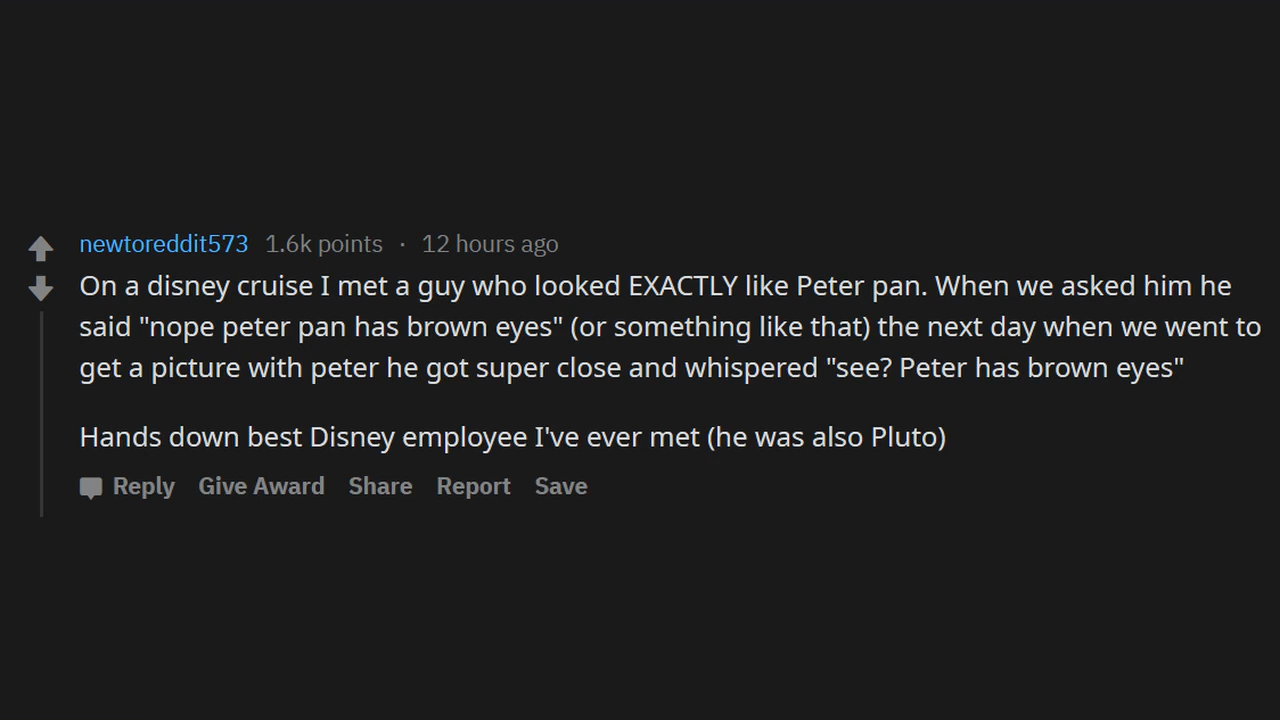 newtoreddit573 1.6k points · 12 hours ago
On a disney cruise I met a guy who looked EXACTLY like Peter pan. When we asked him he
said "nope peter pan has brown eyes" (or something like that) the next day when we went to
get a picture with peter he got super close and whispered "see? Peter has brown eyes"
Hands down best Disney employee I've ever met (he was also Pluto)
Reply Give Award Share Report Save